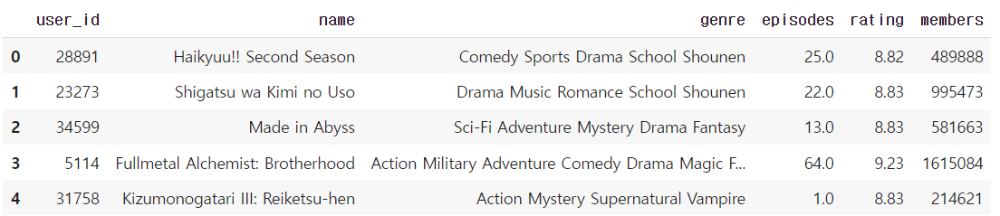 user_id name genre episodes rating members
0 28891 Haikyuu!! Second Season Comedy Sports Drama School Shounen 25.0 8.82 489888
1 23273 Shigatsu wa Kimi no Uso Drama Music Romance School Shounen 22.0 8.83 995473
2 34599 Made in Abyss Sci-Fi Adventure Mystery Drama Fantasy 13.0 8.83 581663
3 5114 Fullmetal Alchemist: Brotherhood Action Military Adventure Comedy Drama Magic F... 64.0 9.23 1615084
4 31758 Kizumonogatari III: Reiketsu-hen Action Mystery Supernatural Vampire 1.0 8.83 214621